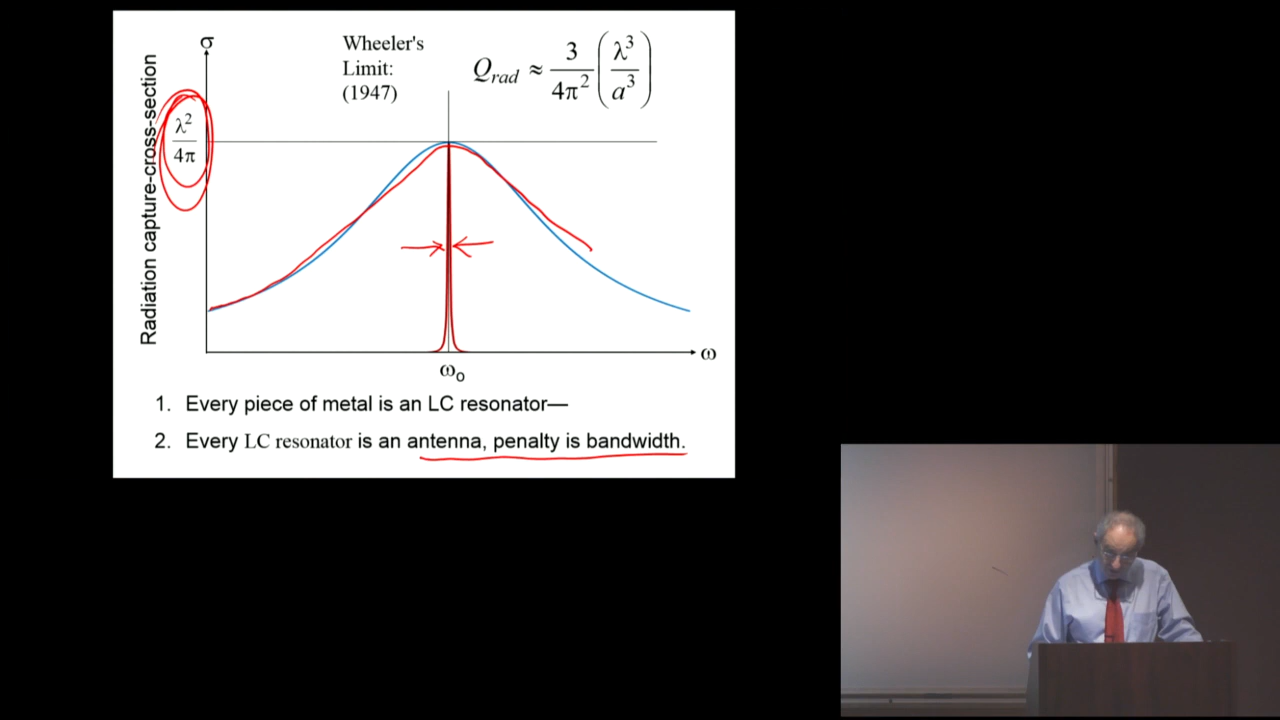 σ
Wheeler's
Limit:
(1947)
Q_rad ≈ 3/4π² (λ³/a³)
λ²/4π
Radiation capture-cross-section
ω
ω₀
1. Every piece of metal is an LC resonator—
2. Every LC resonator is an antenna, penalty is bandwidth.